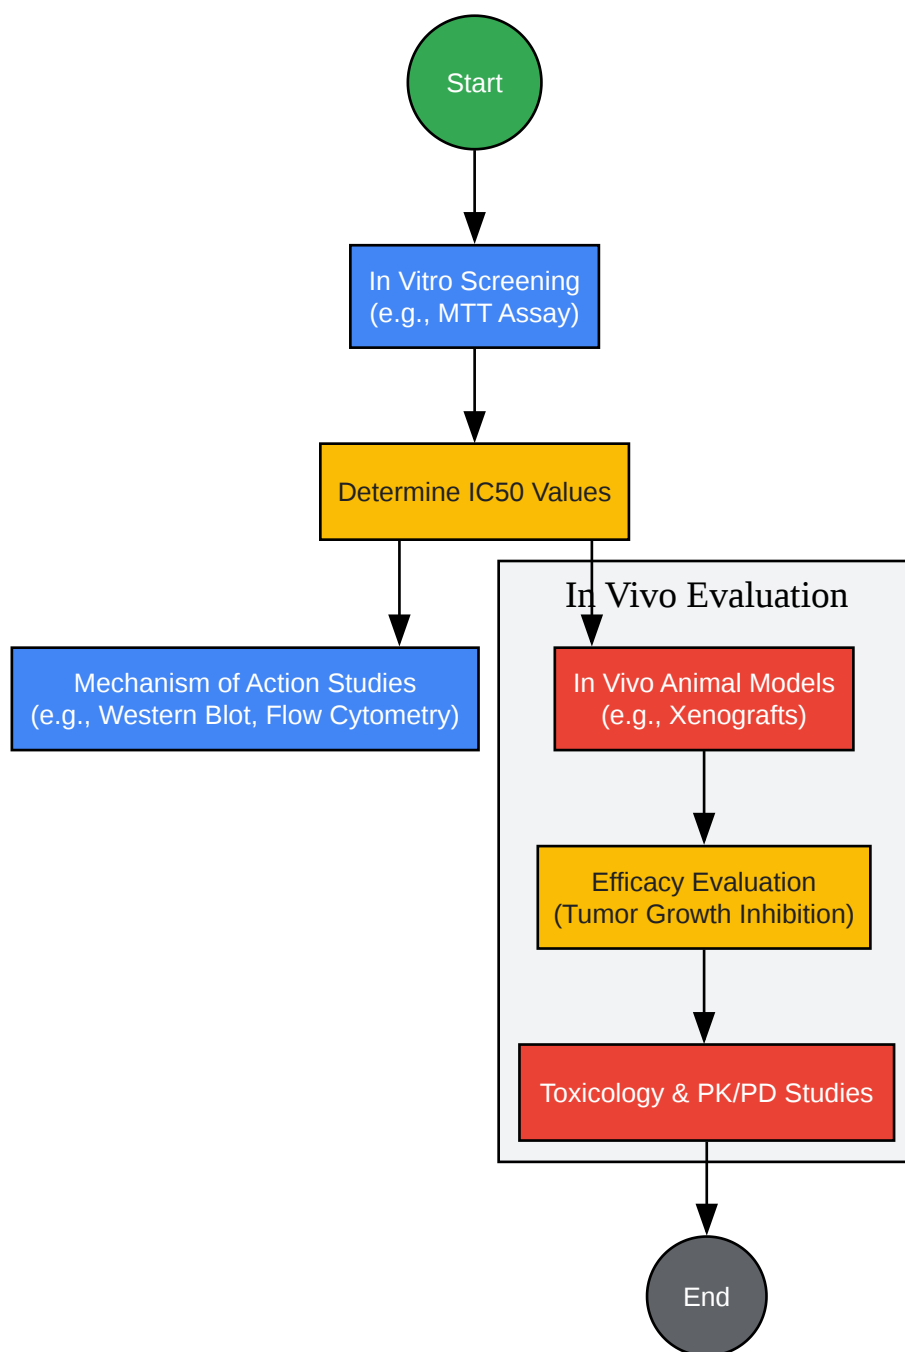 Start
In Vitro Screening
(e.g., MTT Assay)
Determine IC50 Values
In Vivo Evaluation
Mechanism of Action Studies
(e.g., Western Blot, Flow Cytometry)
In Vivo Animal Models
(e.g., Xenografts)
Efficacy Evaluation
(Tumor Growth Inhibition)
Toxicology & PK/PD Studies
End